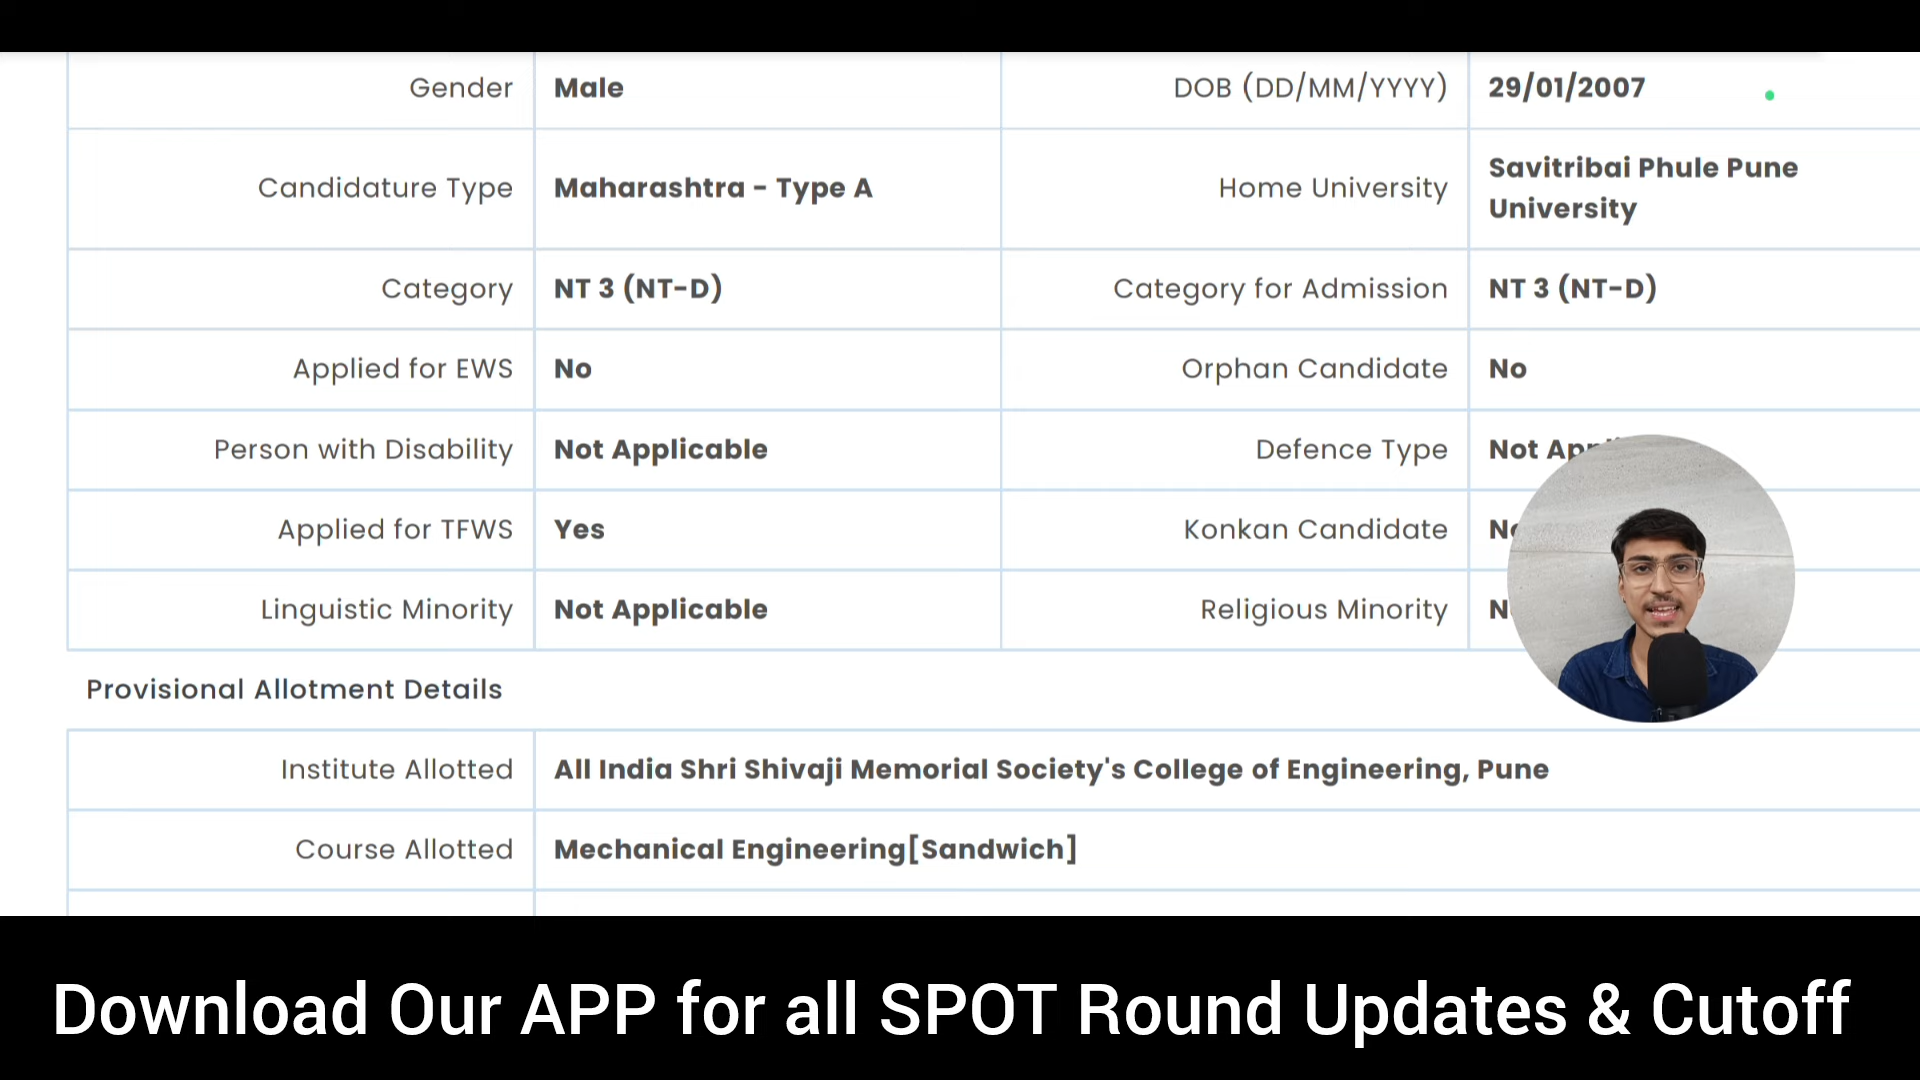 Gender Male DOB (DD/MM/YYYY) 29/01/2007
Candidature Type Maharashtra - Type A Home University Savitribai Phule Pune
University
Category NT 3 (NT-D) Category for Admission NT 3 (NT-D)
Applied for EWS No Orphan Candidate No
Person with Disability Not Applicable Defence Type Not
Applied for TFWS Yes Konkan Candidate
Linguistic Minority Not Applicable Religious Minority
Provisional Allotment Details
Institute Allotted All India Shri Shivaji Memorial Society's College of Engineering, Pune
Course Allotted Mechanical Engineering[Sandwich]
Download Our APP for all SPOT Round Updates & Cutoff